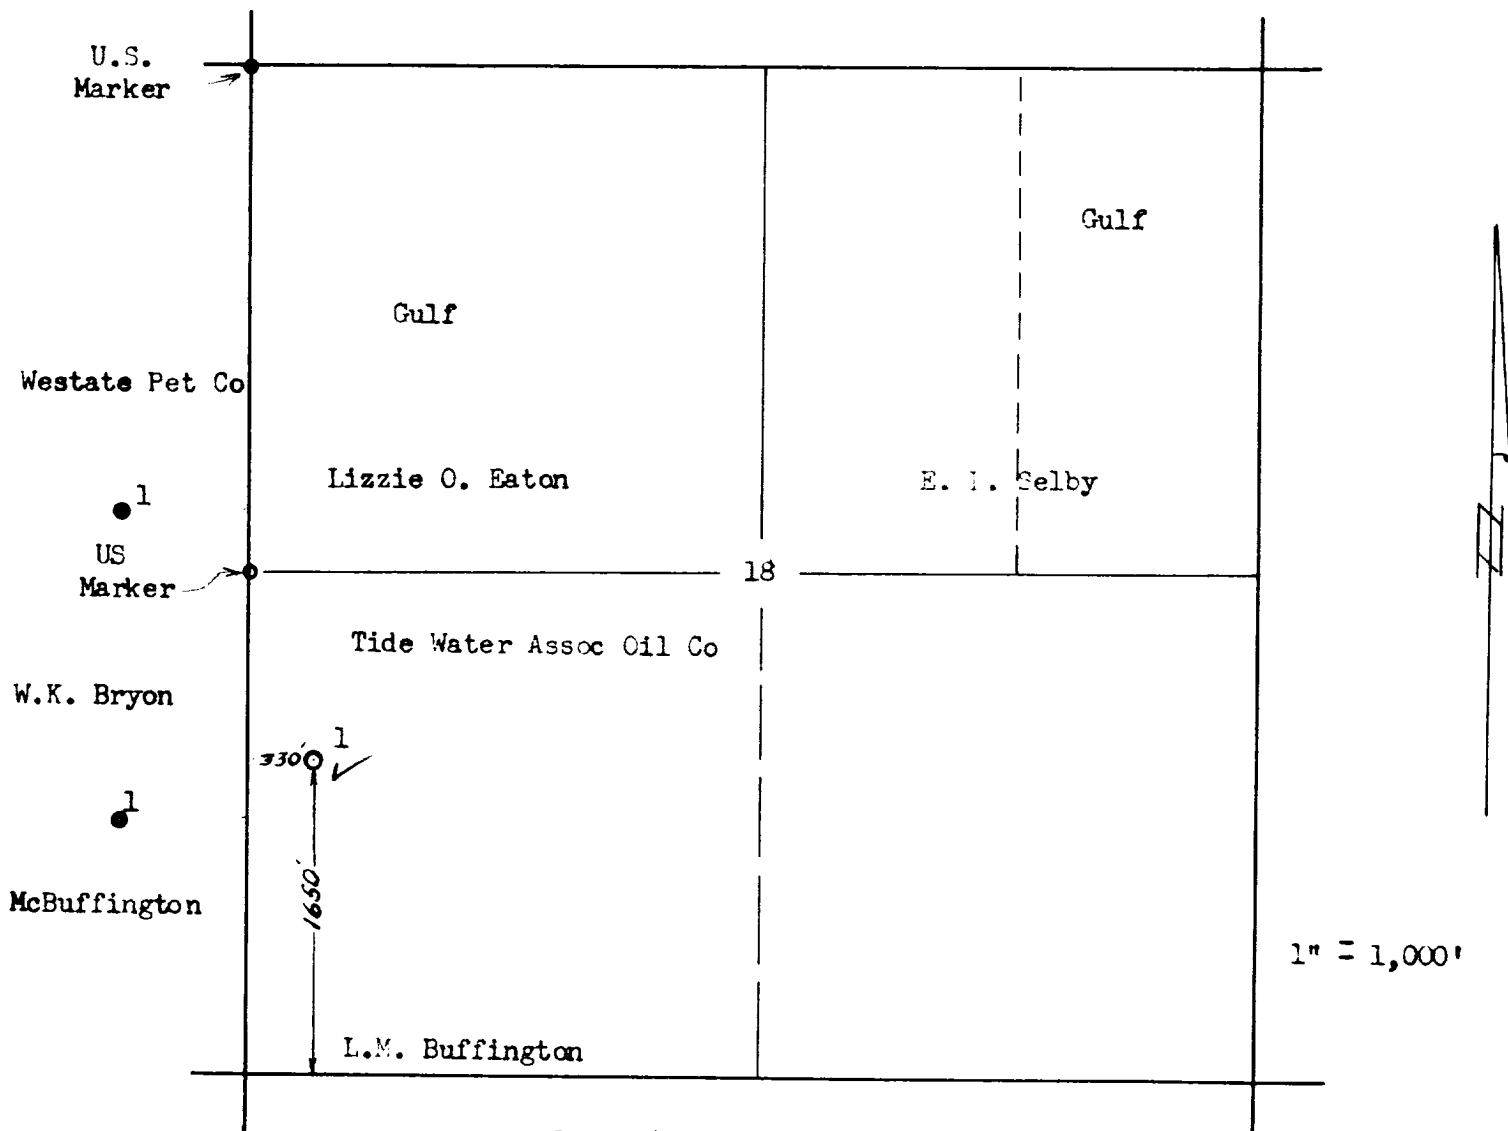 U.S.
Marker
Gulf
Gulf
Westate Pet Co
Lizzie O. Eaton
Selby
1
US
Marker
18
Tide Water Assoc Oil Co
W.K. Bryon
1
330'
1
1650'
McBuffington
1" = 1,000'
L.M. Buffington
N